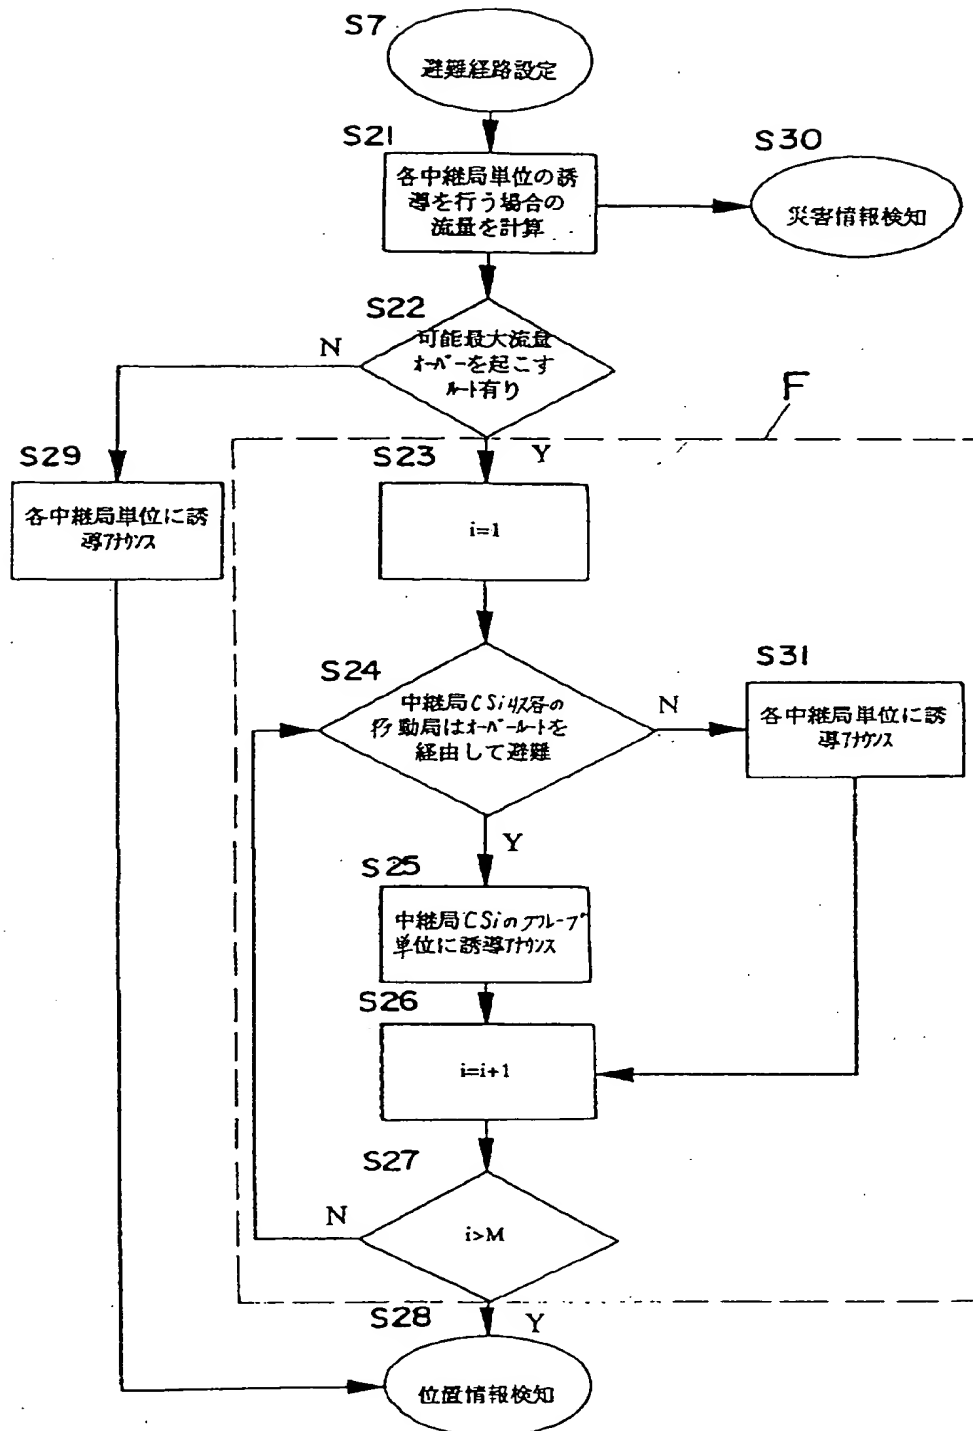 S7
避難経路設定
S21
各中継局単位の誘
導を行う場合の
流量を計算
S30
災害情報検知
S22
可能最大流量
オーバーを起こす
ルート有り
N
Y
F
S29
各中継局単位に誘
導アナウンス
S23
i=1
S24
中継局CSi収容の
移動局はオーバールートを
経由して避難
N
Y
S31
各中継局単位に誘
導アナウンス
S25
中継局CSiのグループ
単位に誘導アナウンス
S26
i=i+1
S27
i>M
N
Y
S28
位置情報検知